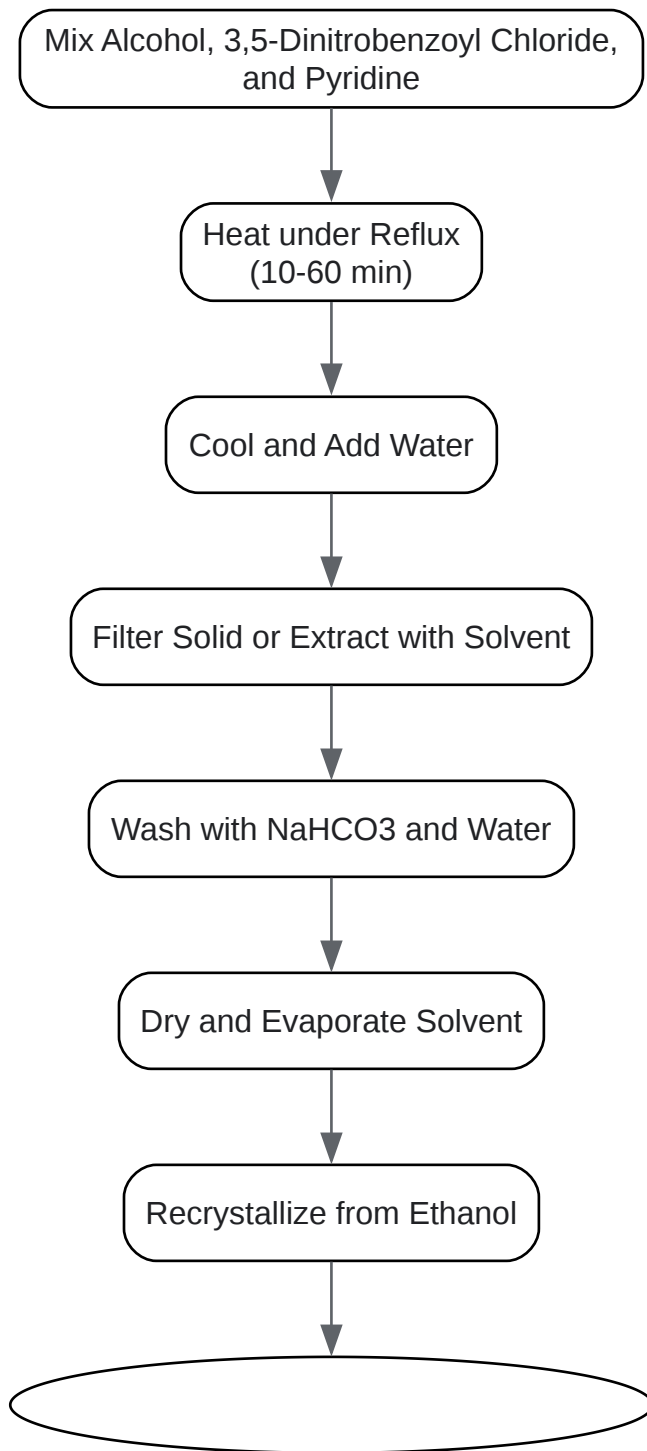 Mix Alcohol, 3,5-Dinitrobenzoyl Chloride,
and Pyridine
Heat under Reflux
(10-60 min)
Cool and Add Water
Filter Solid or Extract with Solvent
Wash with NaHCO3 and Water
Dry and Evaporate Solvent
Recrystallize from Ethanol